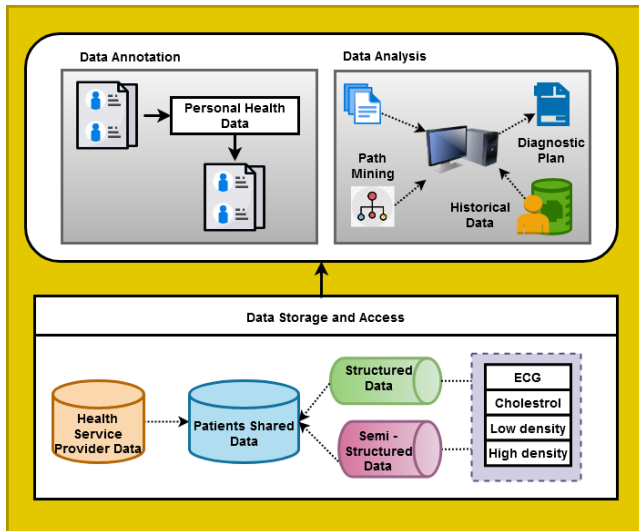 Data Annotation
Data Analysis
Personal Health
Data
Path
Mining
Diagnostic
Plan
Historical
Data
Data Storage and Access
Health
Service
Provider Data
Patients Shared
Data
Structured
Data
Semi -
Structured
Data
ECG
Cholestrol
Low density
High density